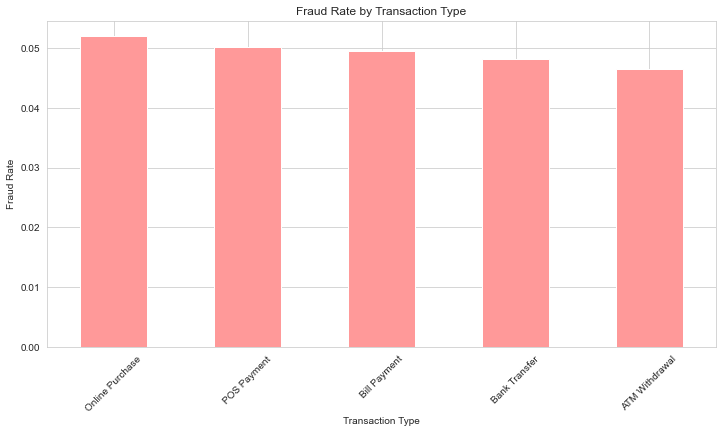 Fraud Rate by Transaction Type
Fraud Rate
0.05
0.04
0.03
0.02
0.01
0.00
Online Purchase
POS Payment
Bill Payment
Bank Transfer
ATM Withdrawal
Transaction Type